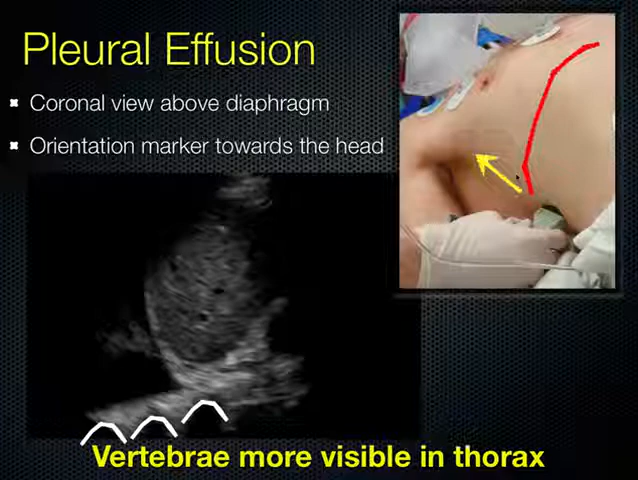 Pleural Effusion
Coronal view above diaphragm
Orientation marker towards the head
Vertebrae more visible in thorax